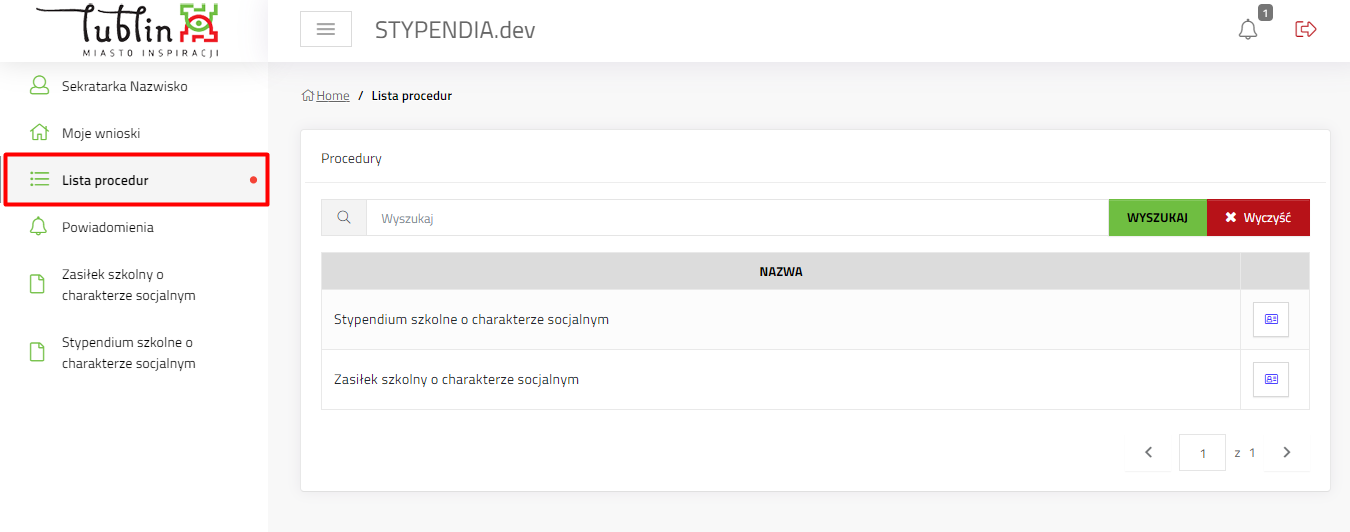 lublin
MIASTO INSPIRACJI
STYPENDIA.dev
1
Sekratarka Nazwisko
Moje wnioski
Lista procedur
Powiadomienia
Zasiłek szkolny o
charakterze socjalnym
Stypendium szkolne o
charakterze socjalnym
Home / Lista procedur
Procedury
Wyszukaj WYSZUKAJ Wyczyść
NAZWA
Stypendium szkolne o charakterze socjalnym
Zasiłek szkolny o charakterze socjalnym
1 z 1